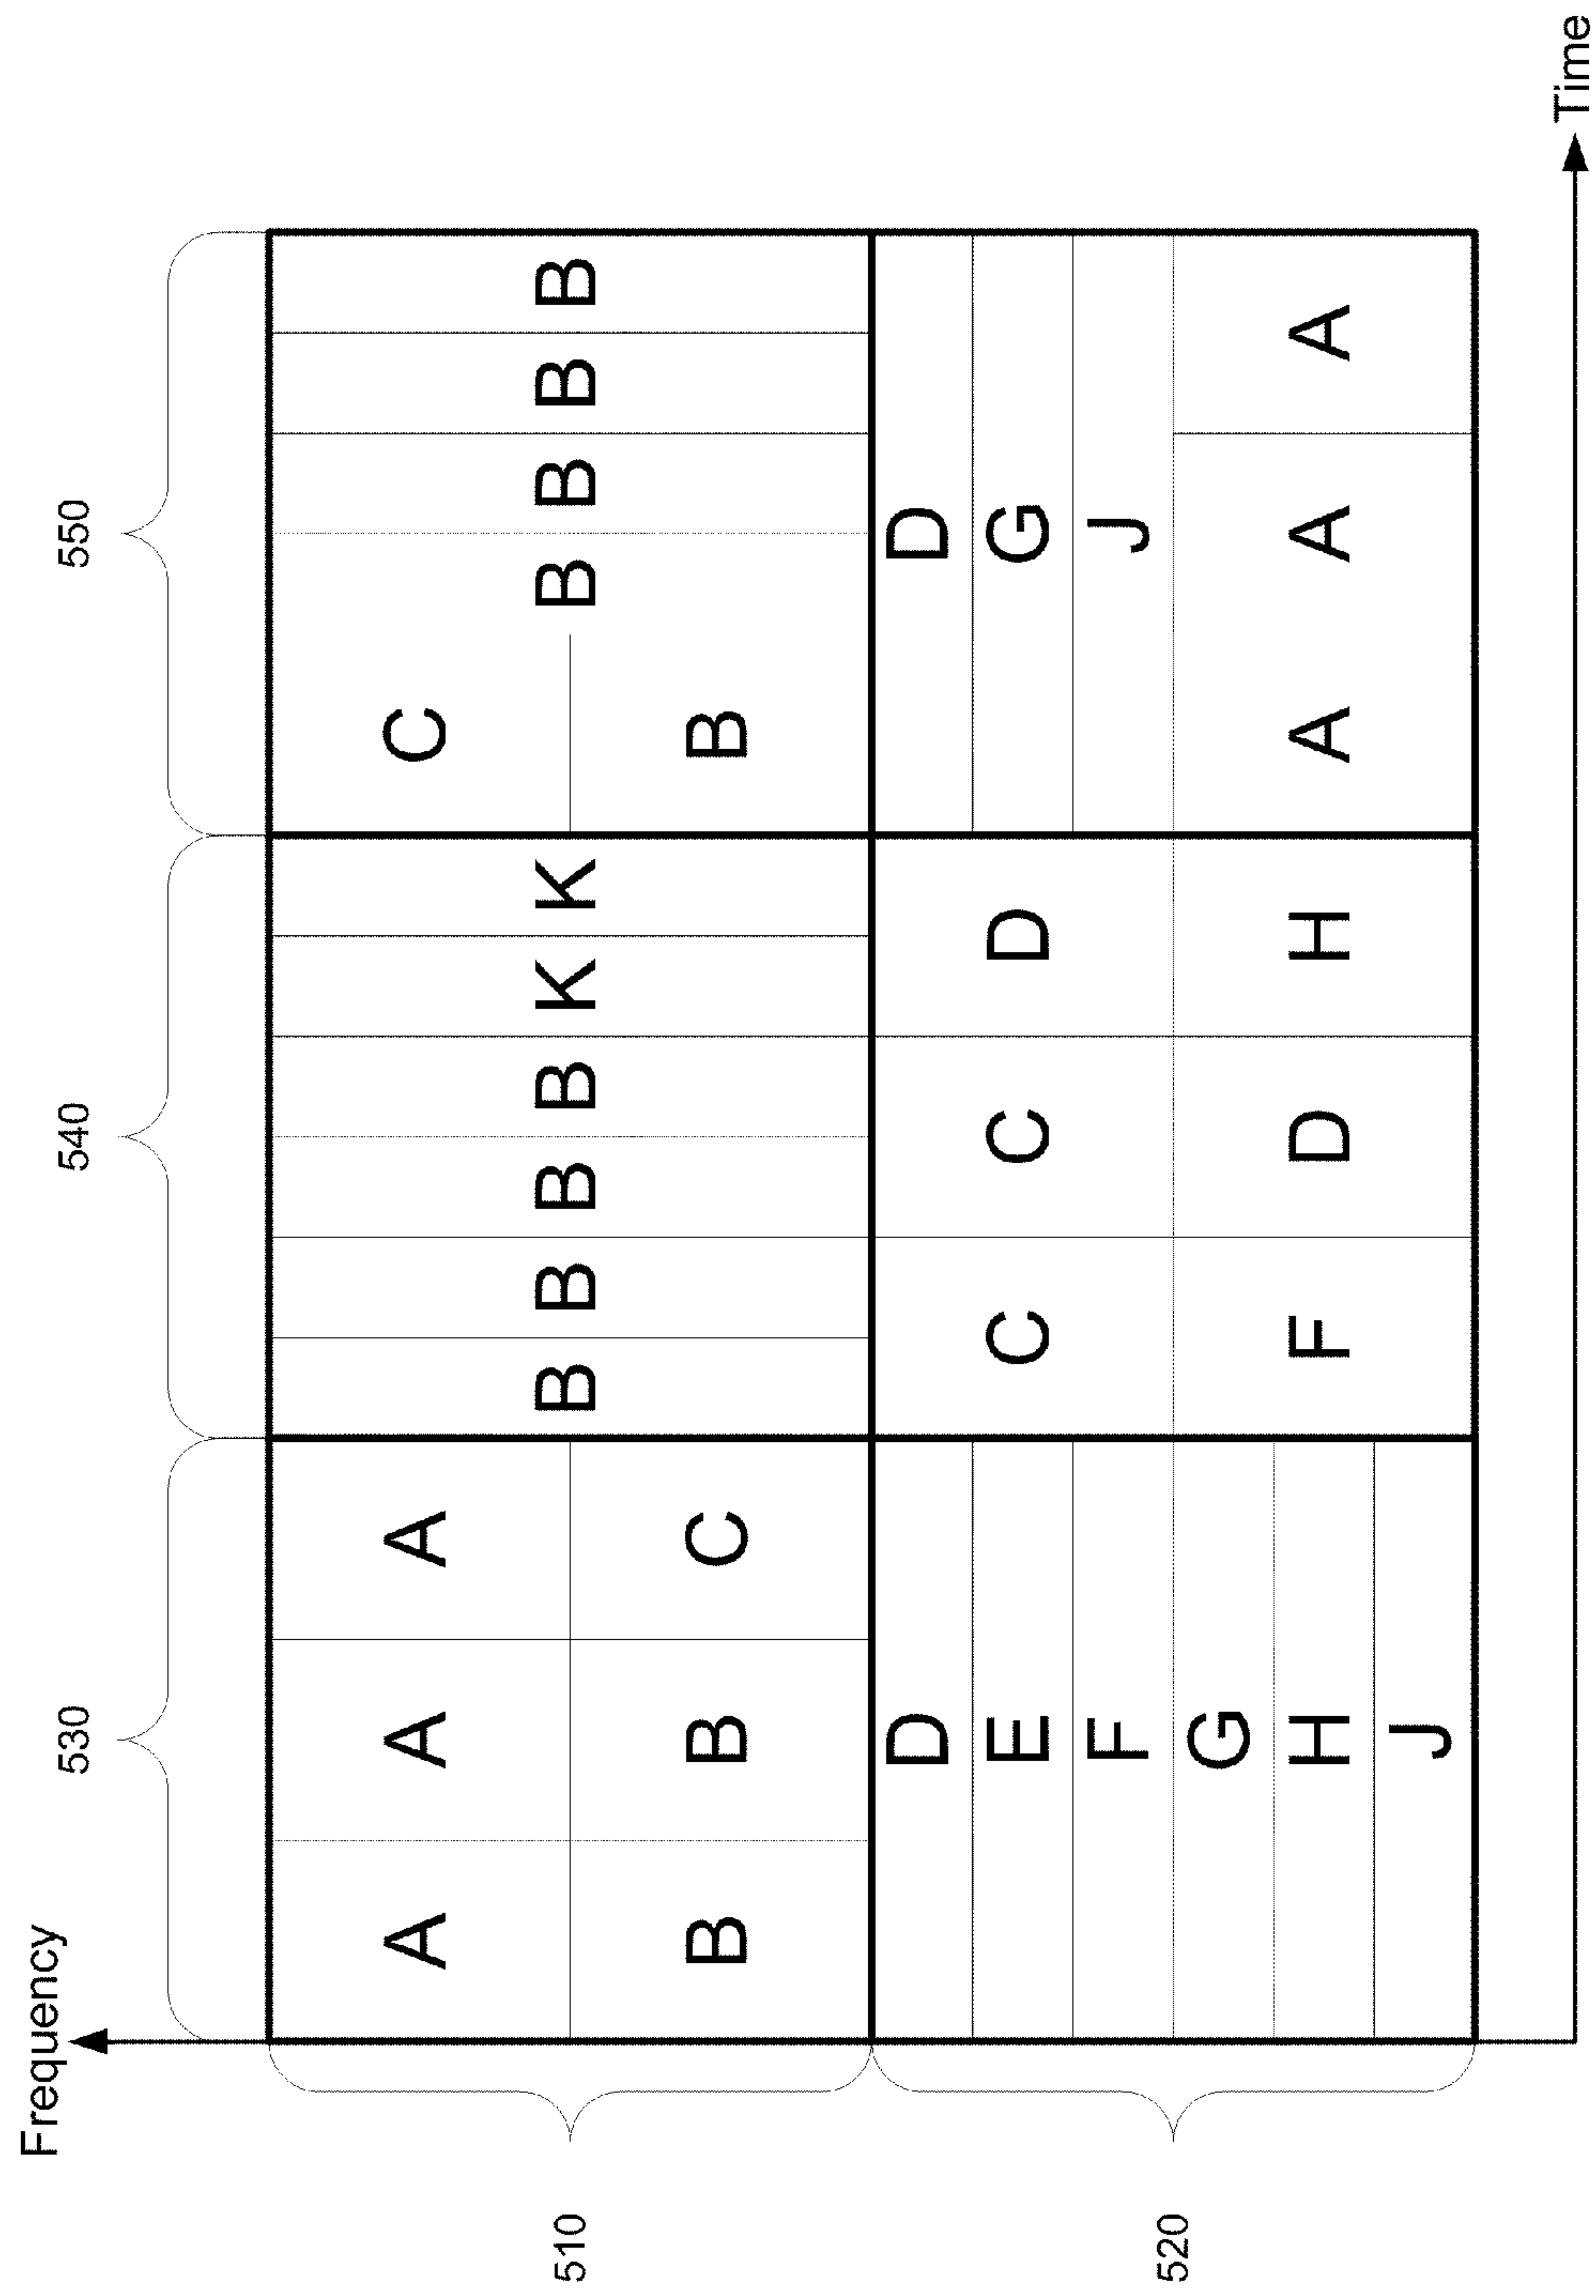 Frequency
530 540 550
A A A C
510 B B B B K K B B B B
B B C B
D D
E C C D G
F J
520
G
H F D H A A A
J
Time